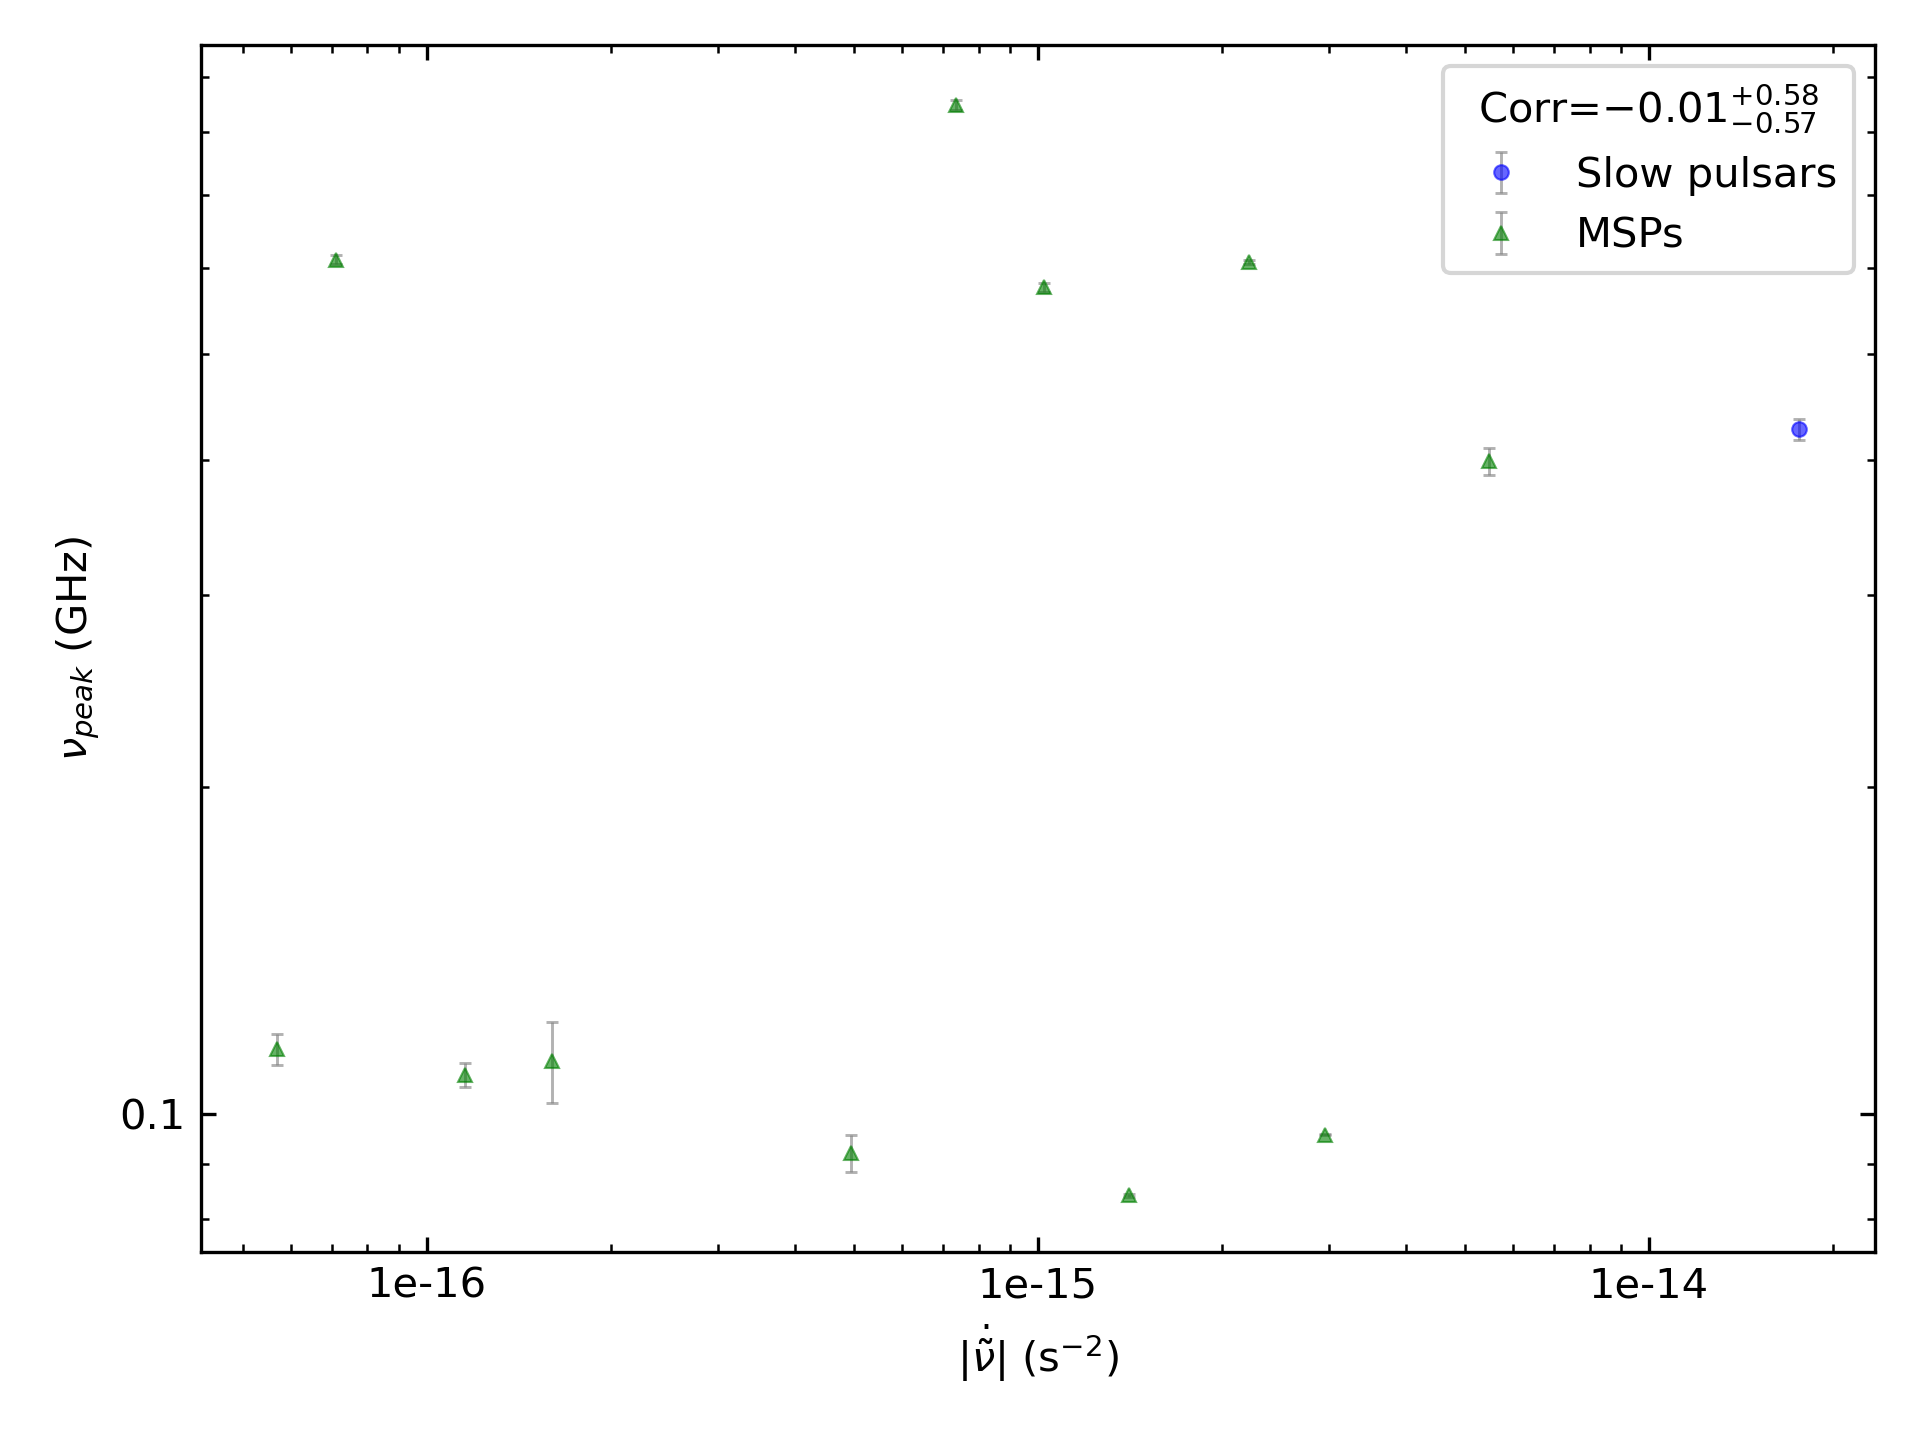 Corr=−0.01 +0.58 −0.57
Slow pulsars
MSPs
ν_peak (GHz)
0.1
1e-16 1e-15 1e-14
|ν̃̇| (s⁻²)